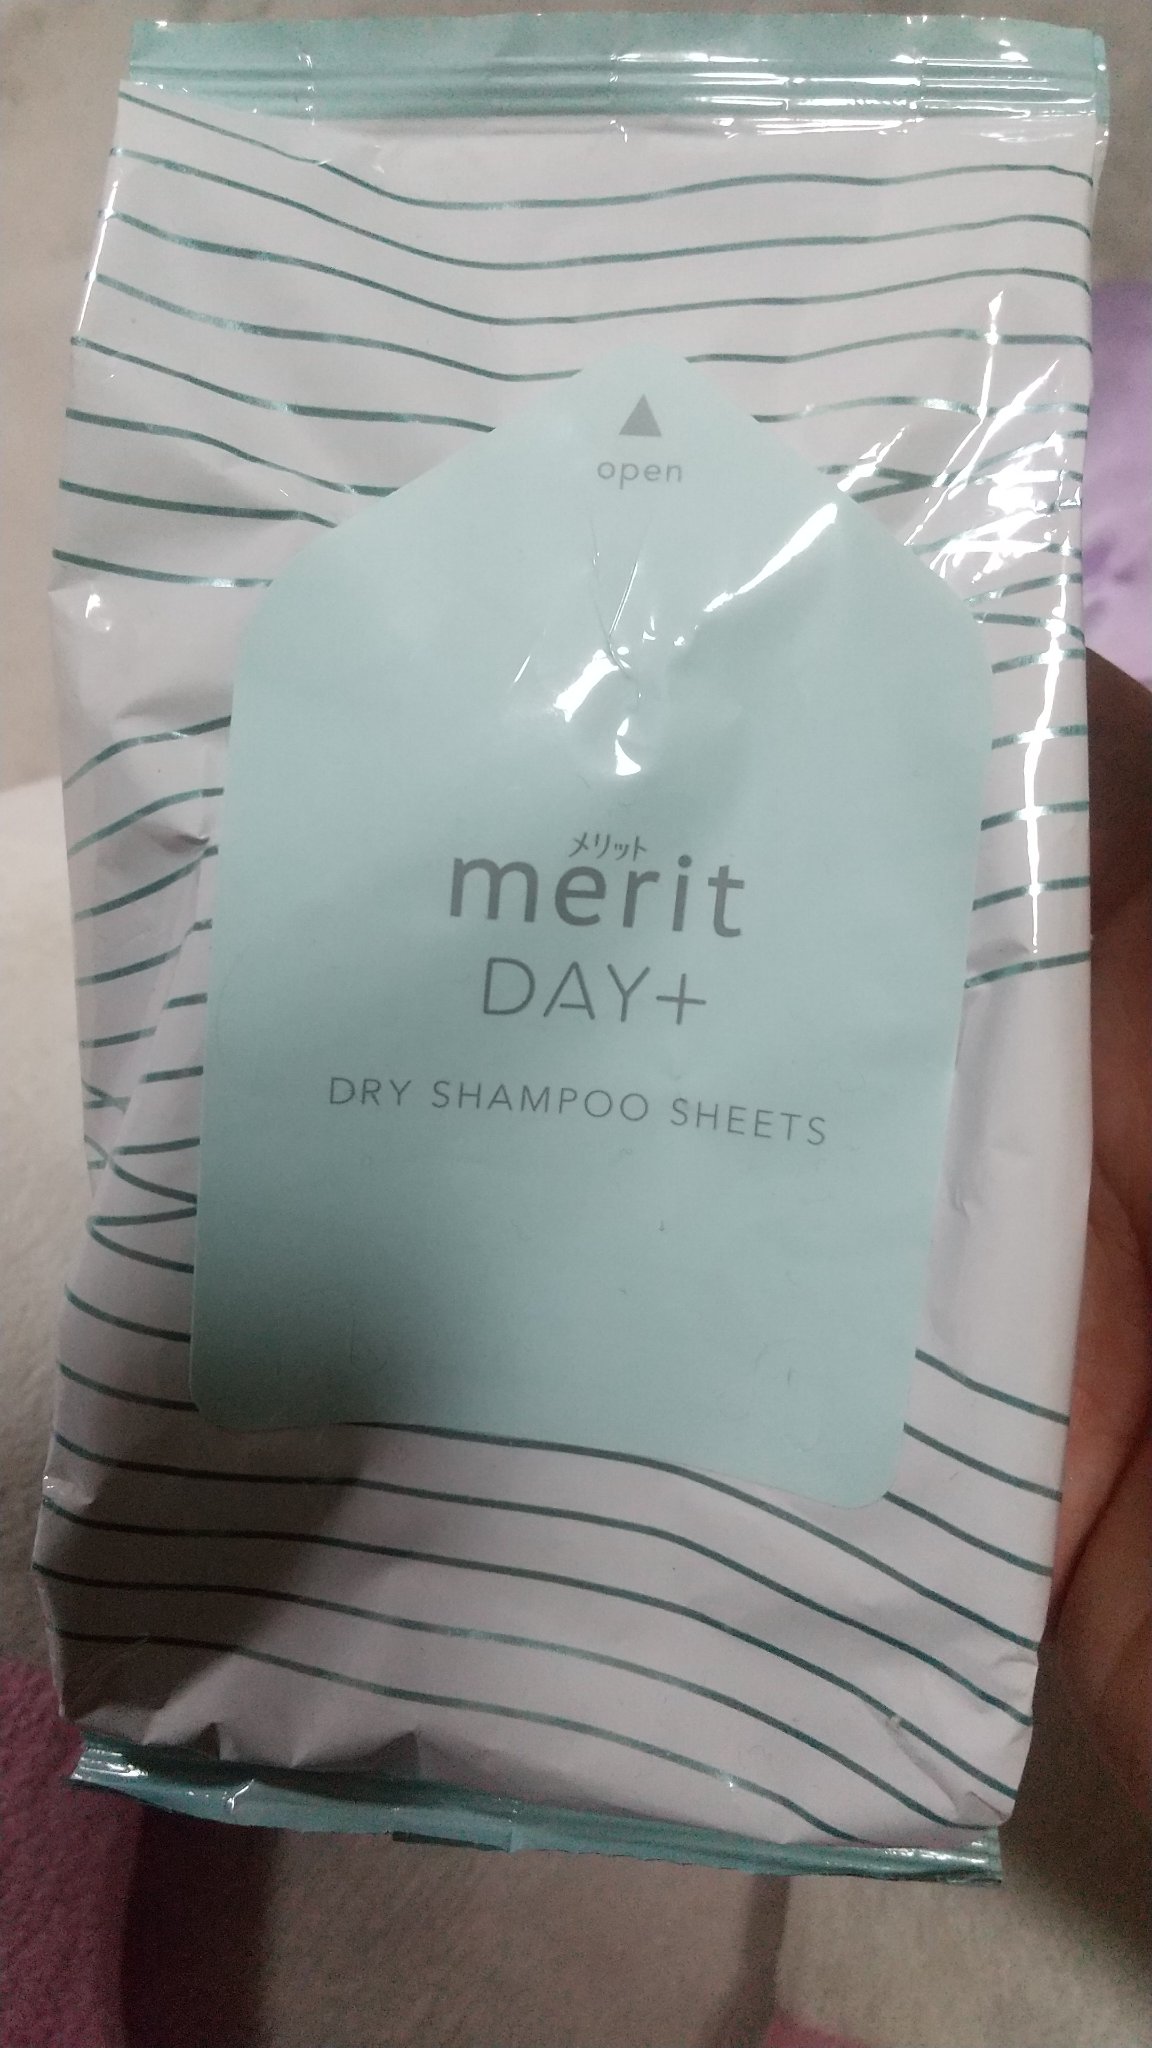 open
メリット
merit
DAY+
DRY SHAMPOO SHEETS